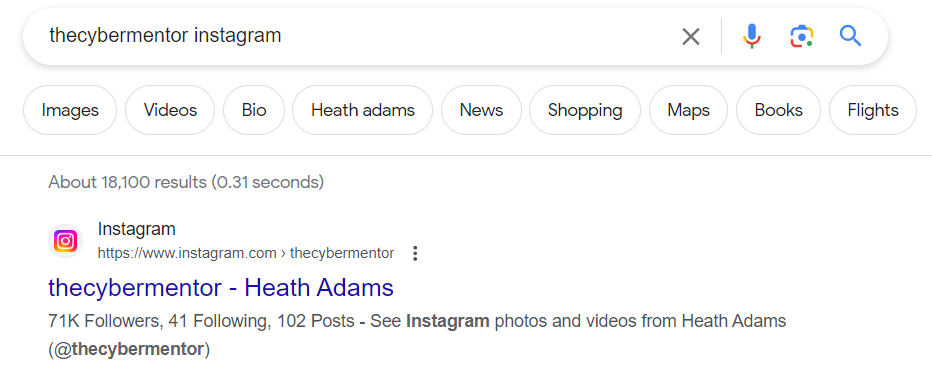 thecybermentor instagram
Images Videos Bio Heath adams News Shopping Maps Books Flights
About 18,100 results (0.31 seconds)
Instagram
https://www.instagram.com › thecybermentor
thecybermentor - Heath Adams
71K Followers, 41 Following, 102 Posts - See Instagram photos and videos from Heath Adams
(@thecybermentor)